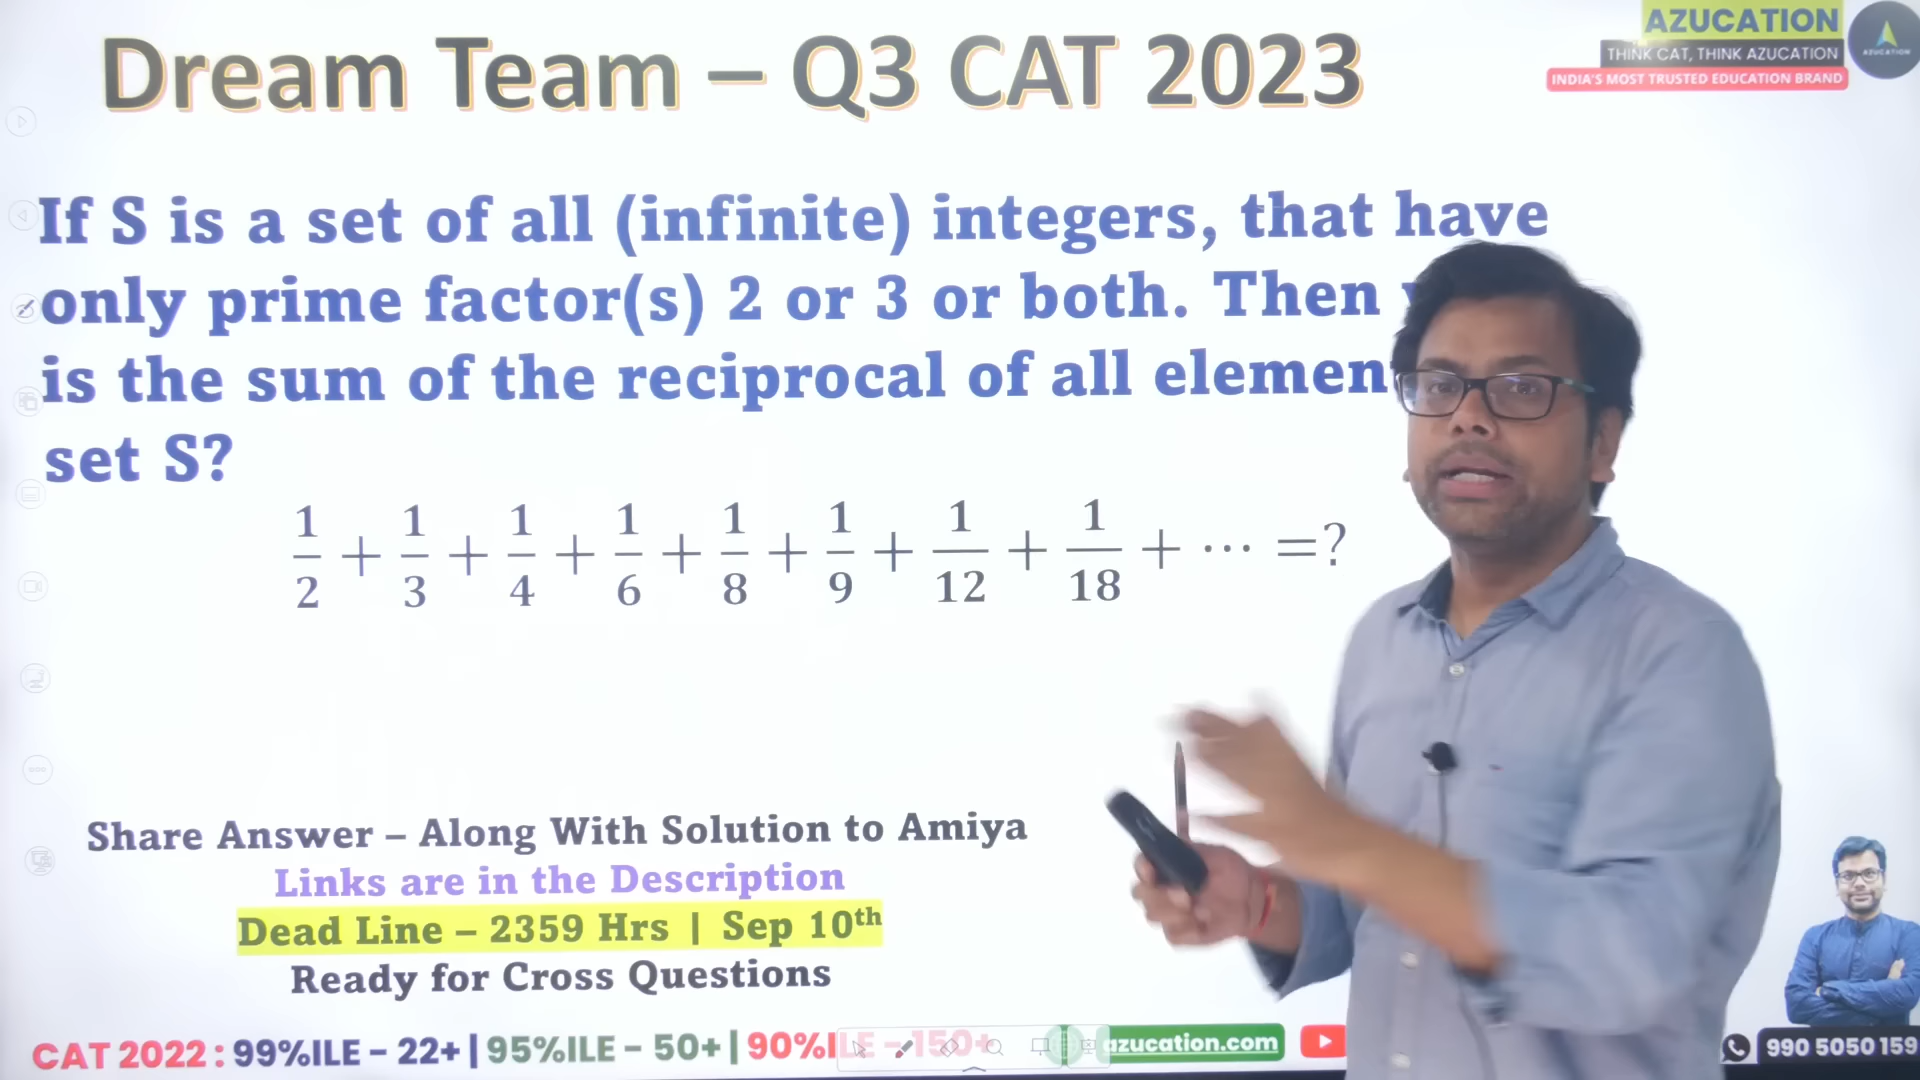 Dream Team – Q3 CAT 2023
AZUCATION
THINK CAT, THINK AZUCATION
INDIA'S MOST TRUSTED EDUCATION BRAND
AZUCATION
If S is a set of all (infinite) integers, that have
only prime factor(s) 2 or 3 or both. Then
is the sum of the reciprocal of all elemen
set S?
1/2 + 1/3 + 1/4 + 1/6 + 1/8 + 1/9 + 1/12 + 1/18 + ⋯ =?
Share Answer – Along With Solution to Amiya
Links are in the Description
Dead Line – 2359 Hrs | Sep 10th
Ready for Cross Questions
CAT 2022 : 99%ILE – 22+ | 95%ILE – 50+ | 90%ILE – 150+
azucation.com
990 5050 159